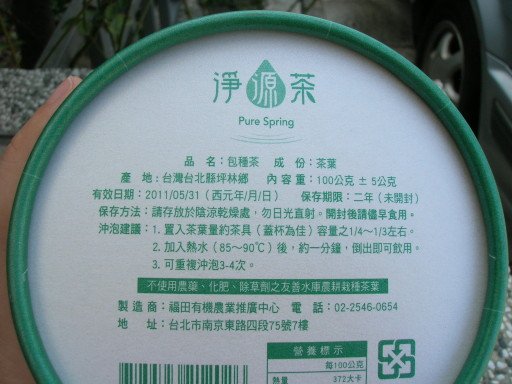 淨源茶
Pure Spring
品 名：包種茶 成 份：茶葉
產 地：台灣台北縣坪林鄉 內 容 重：100公克 ± 5公克
有效日期：2011/05/31（西元年/月/日） 保存期限：二年（未開封）
保存方法：請存放於陰涼乾燥處，勿日光直射。開封後請儘早食用。
沖泡建議：1. 置入茶葉量約茶具（蓋杯為佳）容量之1/4～1/3左右。
2. 加入熱水（85～90℃）後，約一分鐘，倒出即可飲用。
3. 可重複沖泡3-4次。
不使用農藥、化肥、除草劑之友善水庫農耕栽種茶葉
製 造 商：福田有機農業推廣中心 電 話：02-2546-0654
地 址：台北市南京東路四段75號7樓
營養標示
每100公克
熱量 372大卡